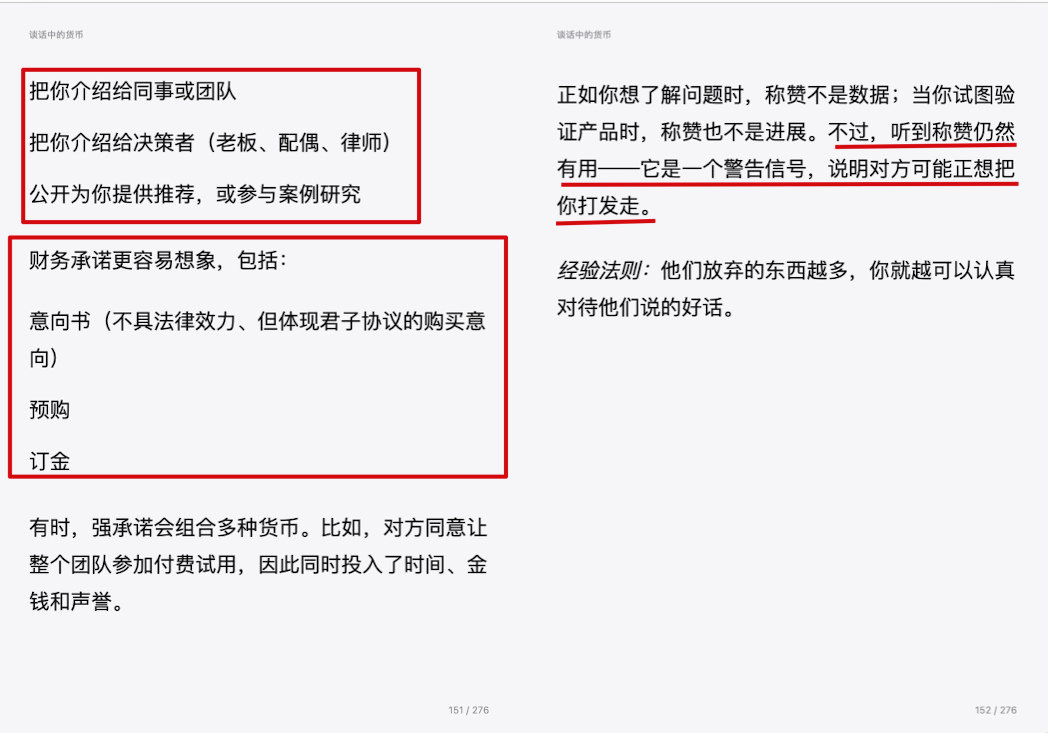 谈话中的货币
把你介绍给同事或团队
把你介绍给决策者（老板、配偶、律师）
公开为你提供推荐，或参与案例研究
财务承诺更容易想象，包括：
意向书（不具法律效力、但体现君子协议的购买意
向）
预购
订金
有时，强承诺会组合多种货币。比如，对方同意让
整个团队参加付费试用，因此同时投入了时间、金
钱和声誉。
151 / 276
谈话中的货币
正如你想了解问题时，称赞不是数据；当你试图验
证产品时，称赞也不是进展。不过，听到称赞仍然
有用——它是一个警告信号，说明对方可能正想把
你打发走。
经验法则：他们放弃的东西越多，你就越可以认真
对待他们说的好话。
152 / 276